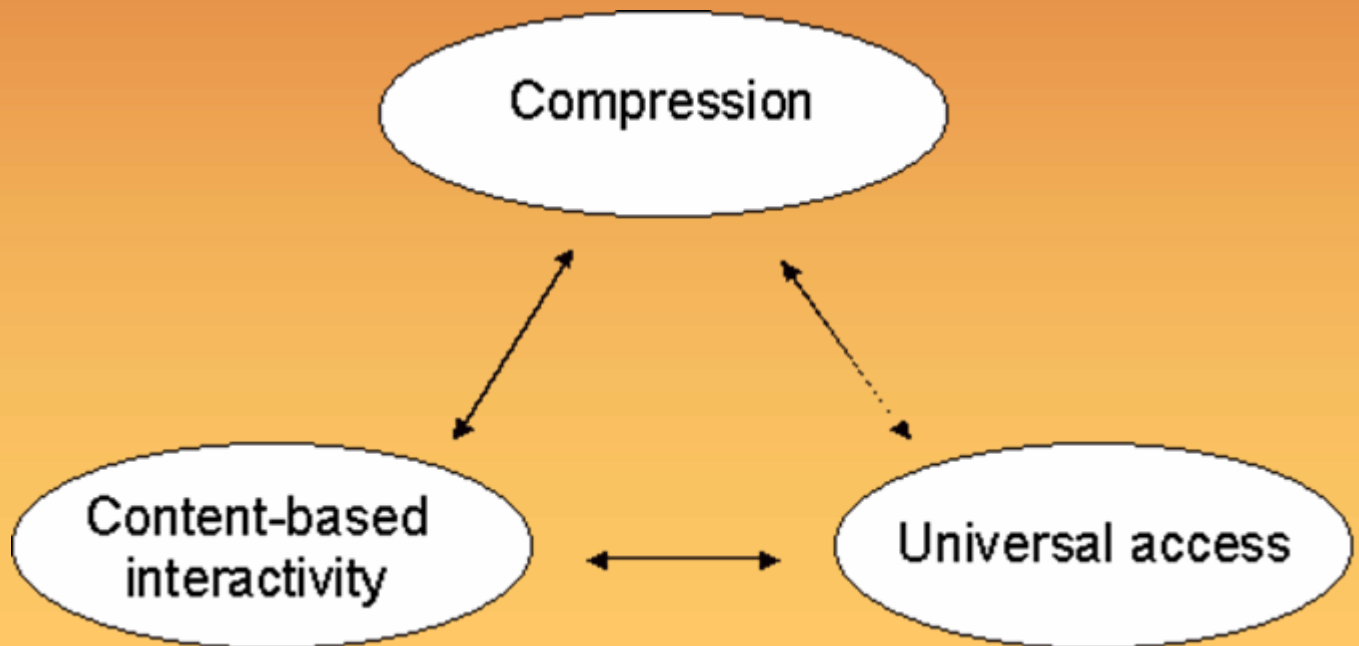 Compression
Content-based
interactivity
Universal access